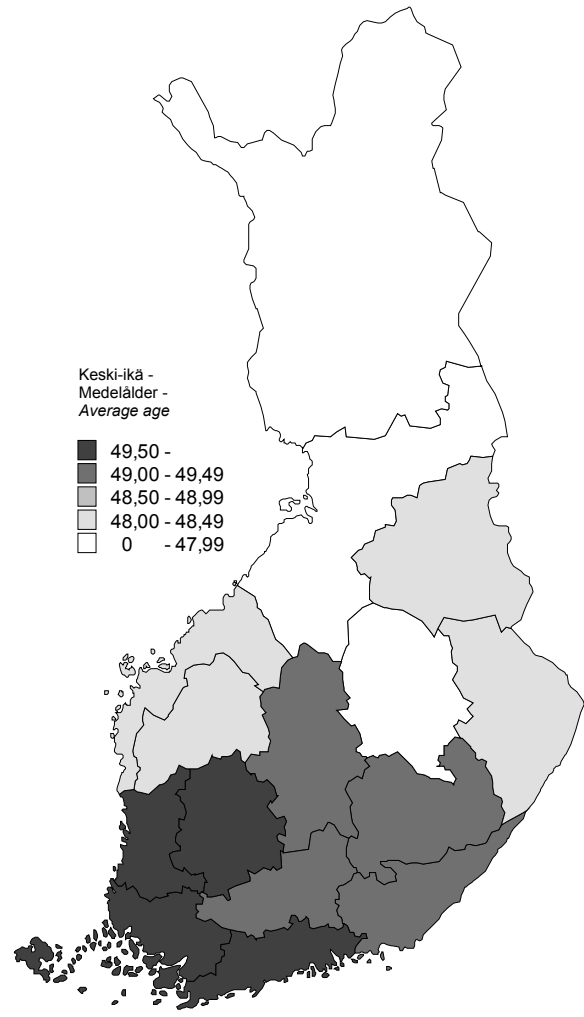 Keski-ikä -
Medelålder -
Average age
49,50 -
49,00 - 49,49
48,50 - 48,99
48,00 - 48,49
0 - 47,99